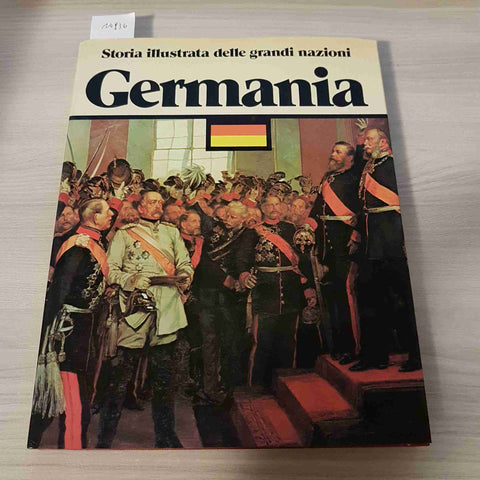 Storia illustrata delle grandi nazioni
Germania